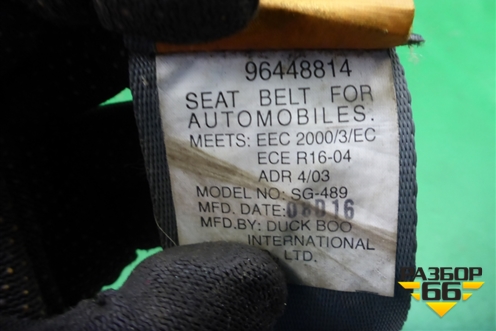 96448814
SEAT BELT FOR
AUTOMOBILES.
MEETS: EEC 2000/3/EC
ECE R16-04
ADR 4/03
MODEL NO: SG-489
MFD. DATE: 08D16
MFD.BY: DUCK BOO
INTERNATIONAL
LTD.
РАЗБОР
66